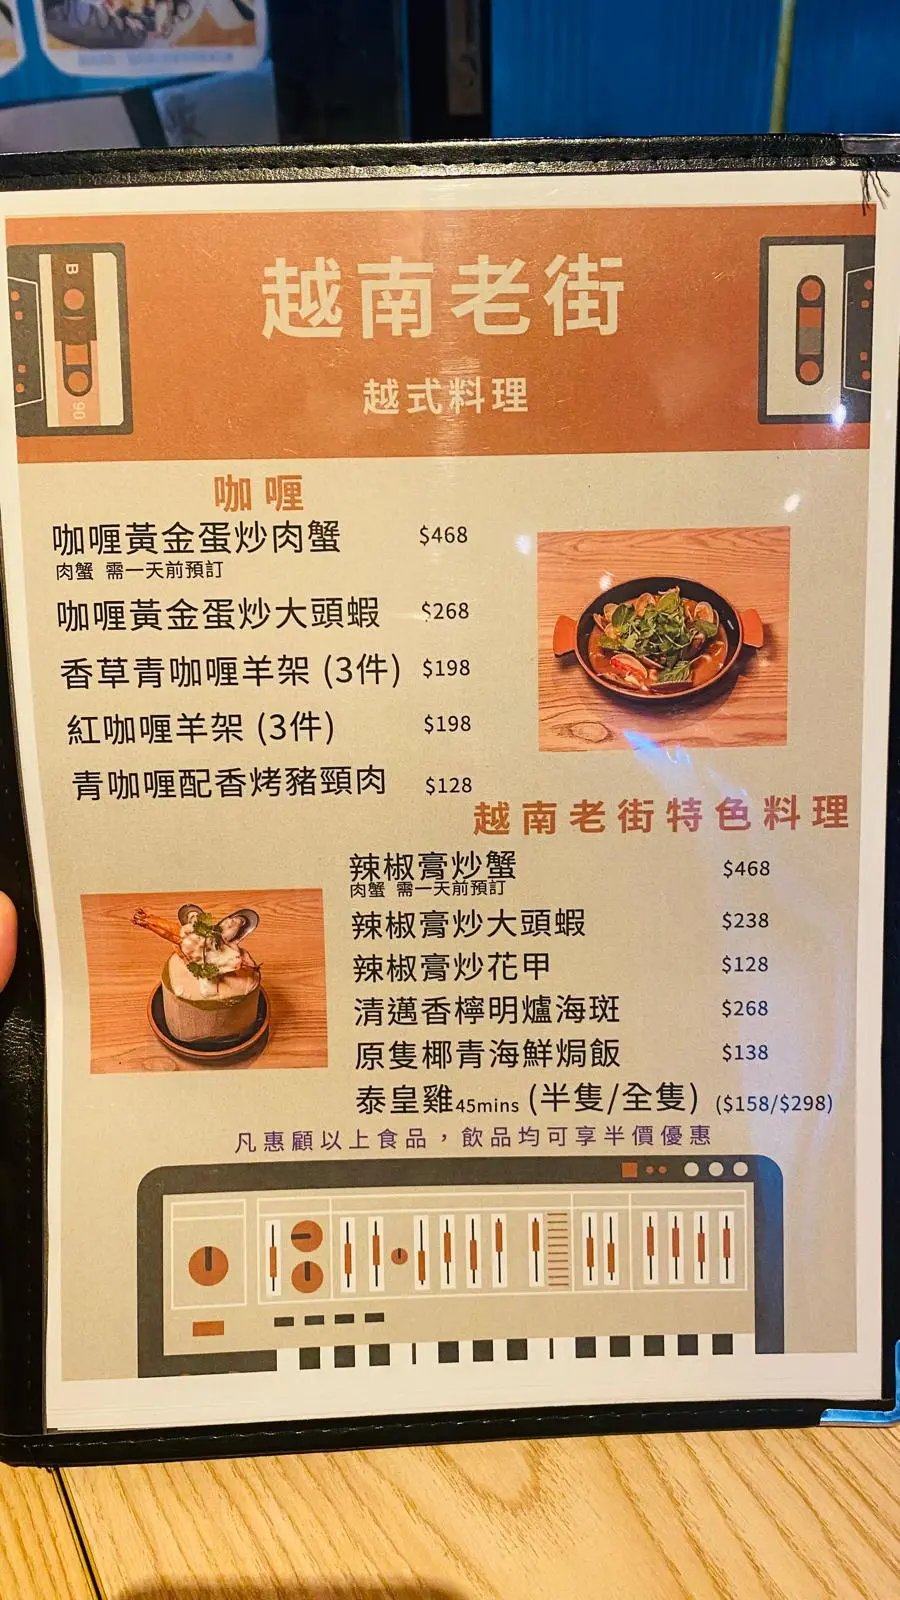 越南老街
越式料理
B
90
咖喱
咖喱黃金蛋炒肉蟹 $468
肉蟹 需一天前預訂
咖喱黃金蛋炒大頭蝦 $268
香草青咖喱羊架 (3件) $198
紅咖喱羊架 (3件) $198
青咖喱配香烤豬頸肉 $128
越南老街特色料理
辣椒膏炒蟹 $468
肉蟹 需一天前預訂
辣椒膏炒大頭蝦 $238
辣椒膏炒花甲 $128
清邁香檸明爐海斑 $268
原隻椰青海鮮焗飯 $138
泰皇雞45mins (半隻/全隻) ($158/$298)
凡惠顧以上食品，飲品均可享半價優惠